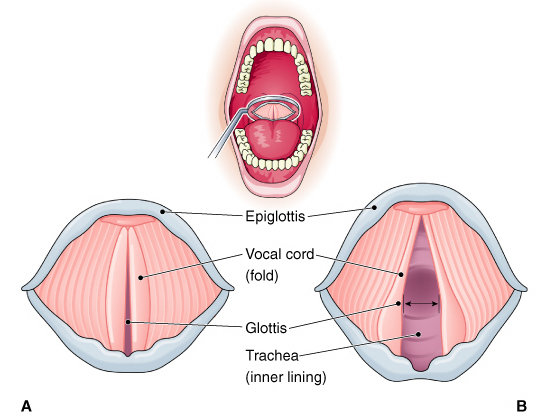 Epiglottis
Vocal cord
(fold)
Glottis
Trachea
(inner lining)
A
B